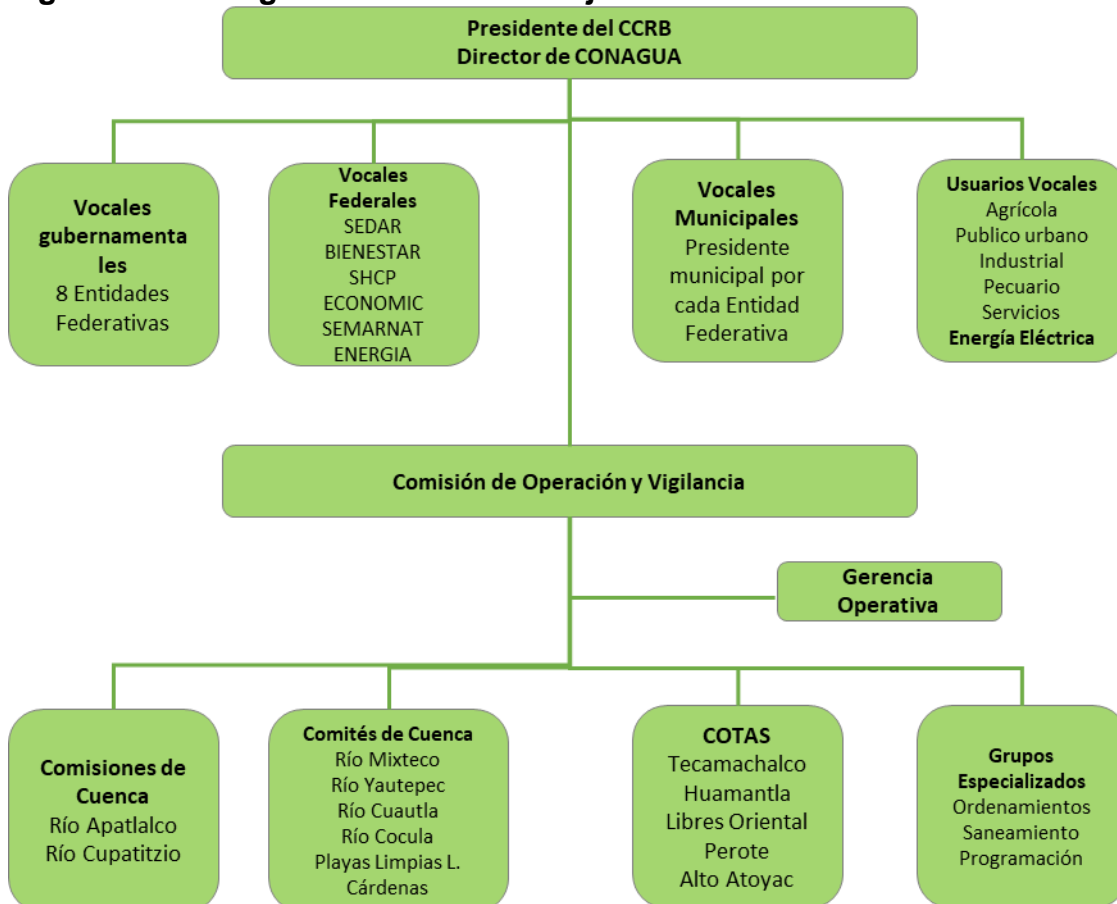 Presidente del CCRB
Director de CONAGUA
Vocales
gubernamenta
les
8 Entidades
Federativas
Vocales
Federales
SEDAR
BIENESTAR
SHCP
ECONOMIC
SEMARNAT
ENERGIA
Vocales
Municipales
Presidente
municipal por
cada Entidad
Federativa
Usuarios Vocales
Agrícola
Publico urbano
Industrial
Pecuario
Servicios
Energía Eléctrica
Comisión de Operación y Vigilancia
Gerencia
Operativa
Comisiones de
Cuenca
Río Apatlalco
Río Cupatitzio
Comités de Cuenca
Río Mixteco
Río Yautepec
Río Cuautla
Río Cocula
Playas Limpias L.
Cárdenas
COTAS
Tecamachalco
Huamantla
Libres Oriental
Perote
Alto Atoyac
Grupos
Especializados
Ordenamientos
Saneamiento
Programación